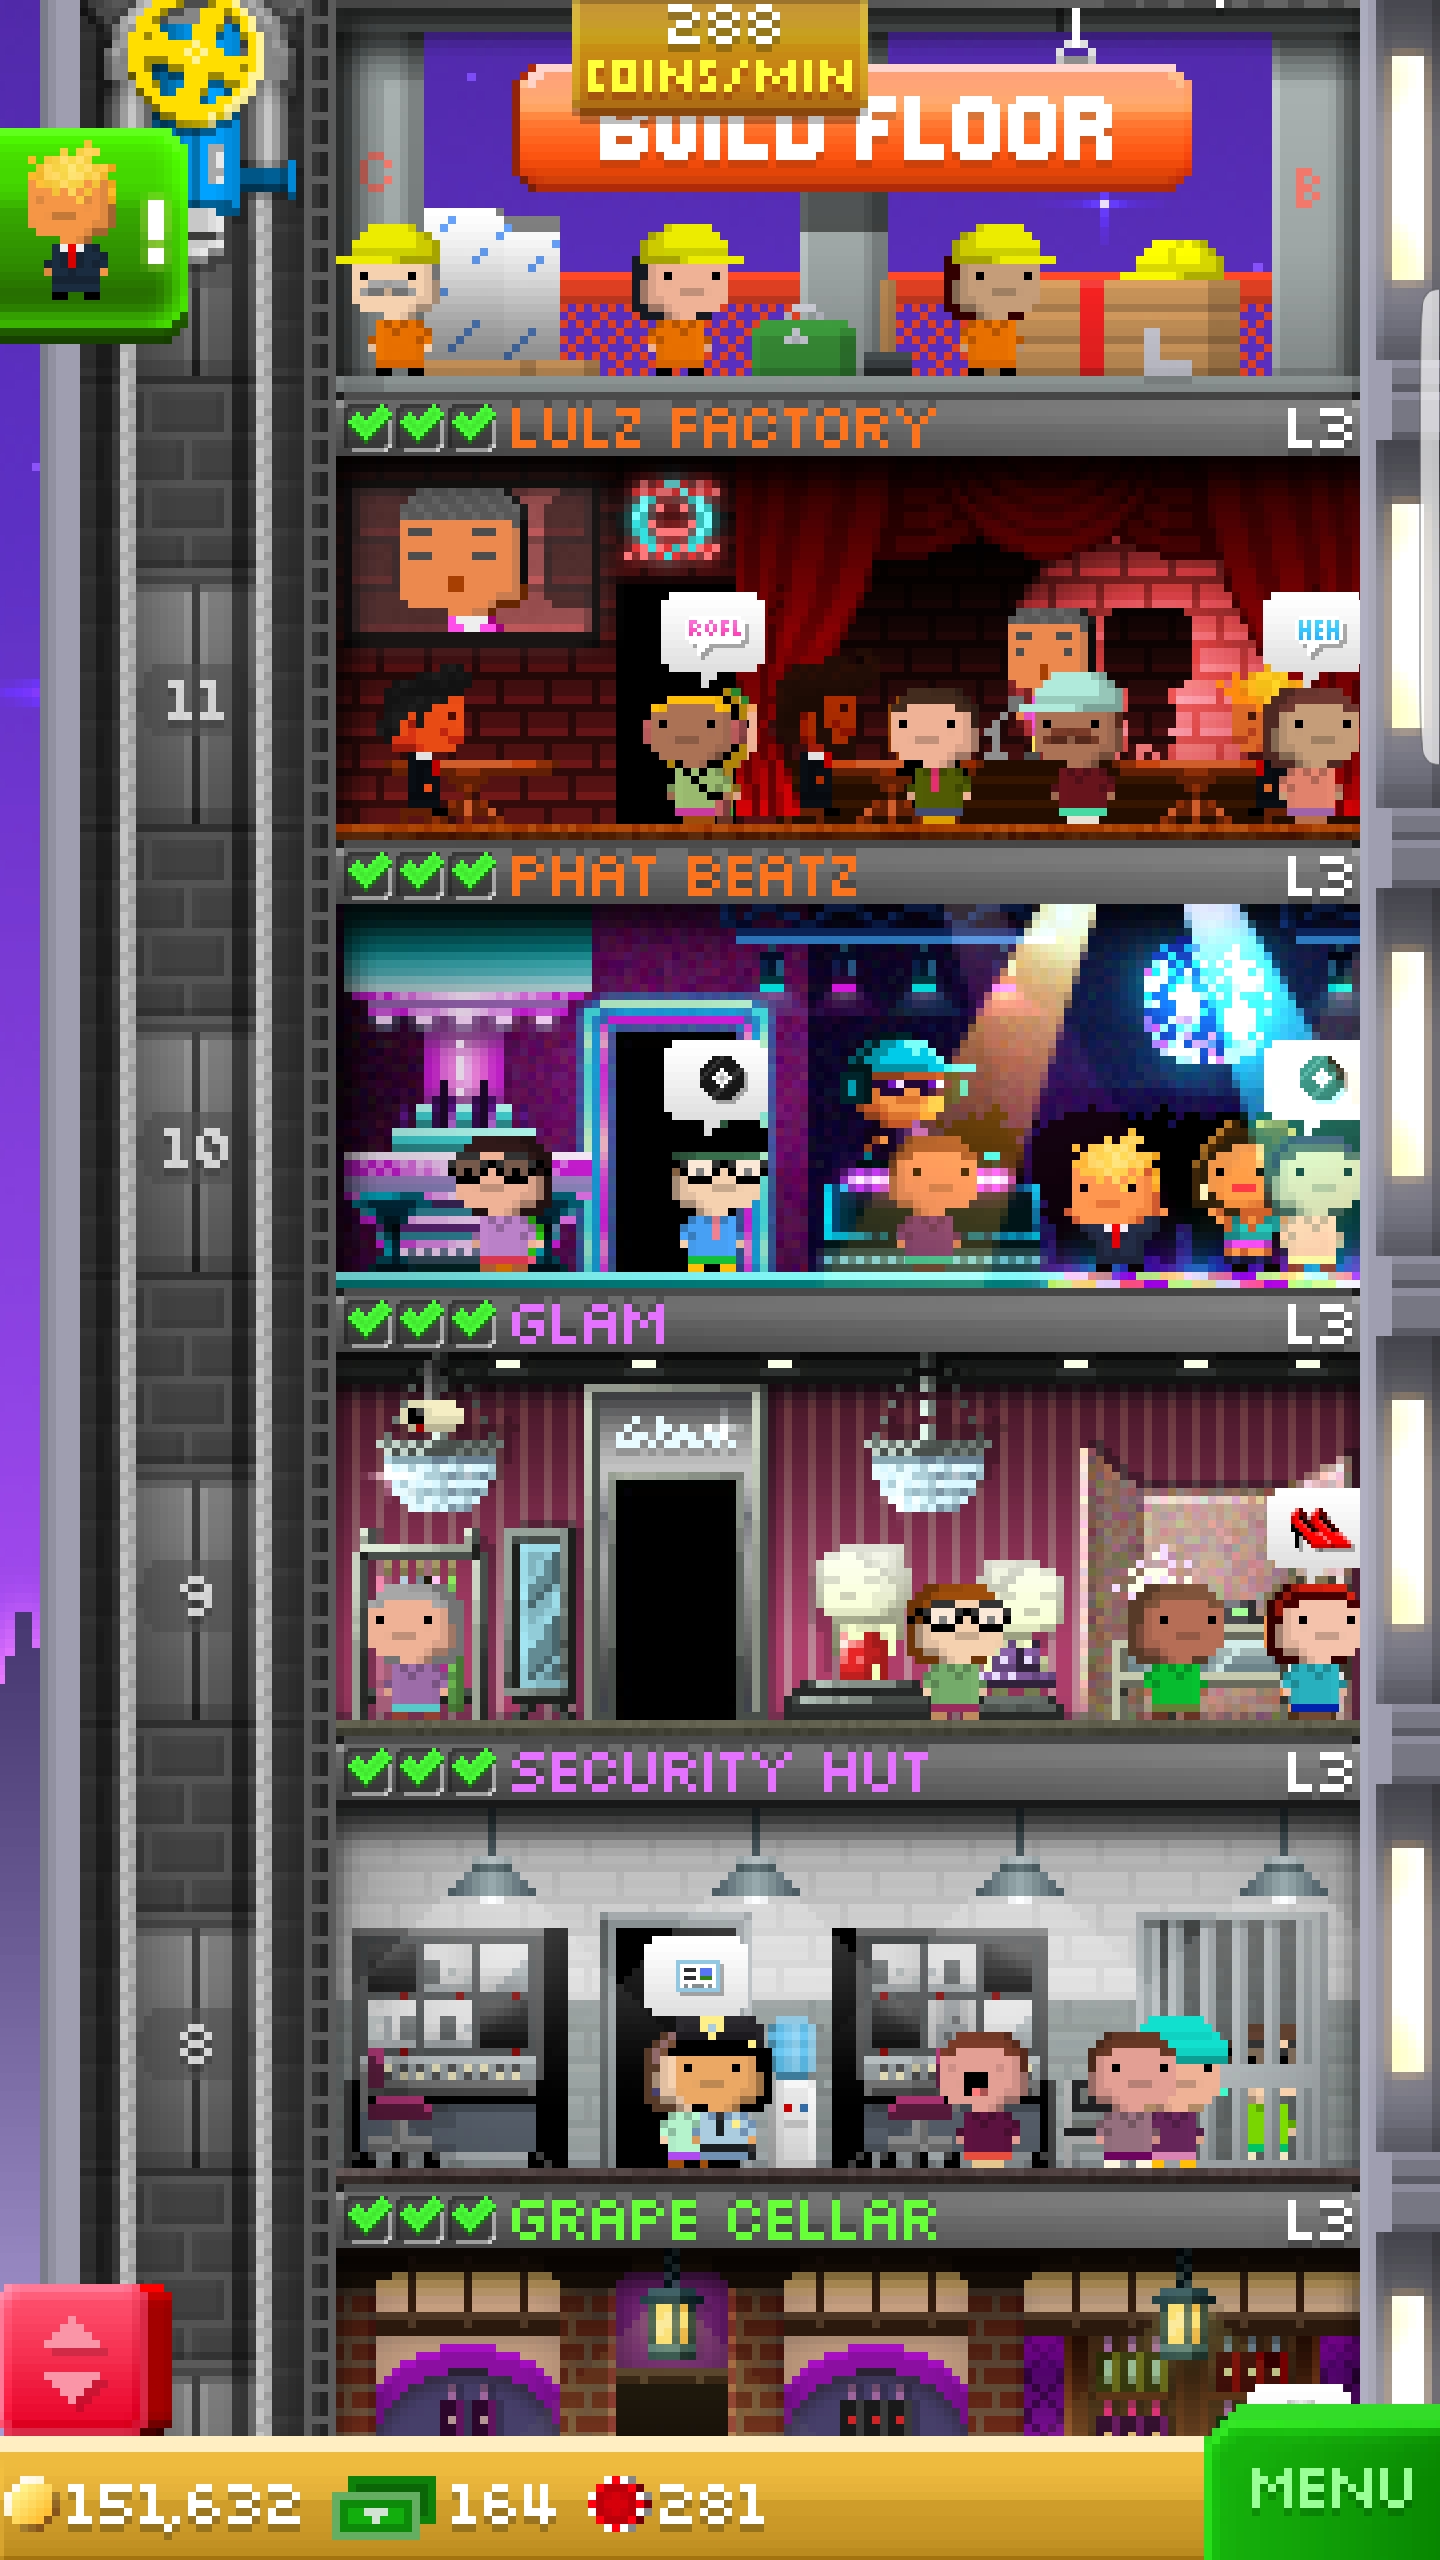 288
COINS/MIN
BUILD FLOOR
C
B
!
LULZ FACTORY L3
ROFL
HEH
11
PHAT BEATZ L3
10
GLAM L3
Glam
9
SECURITY HUT L3
8
GRAPE CELLAR L3
151,632 164 281
MENU